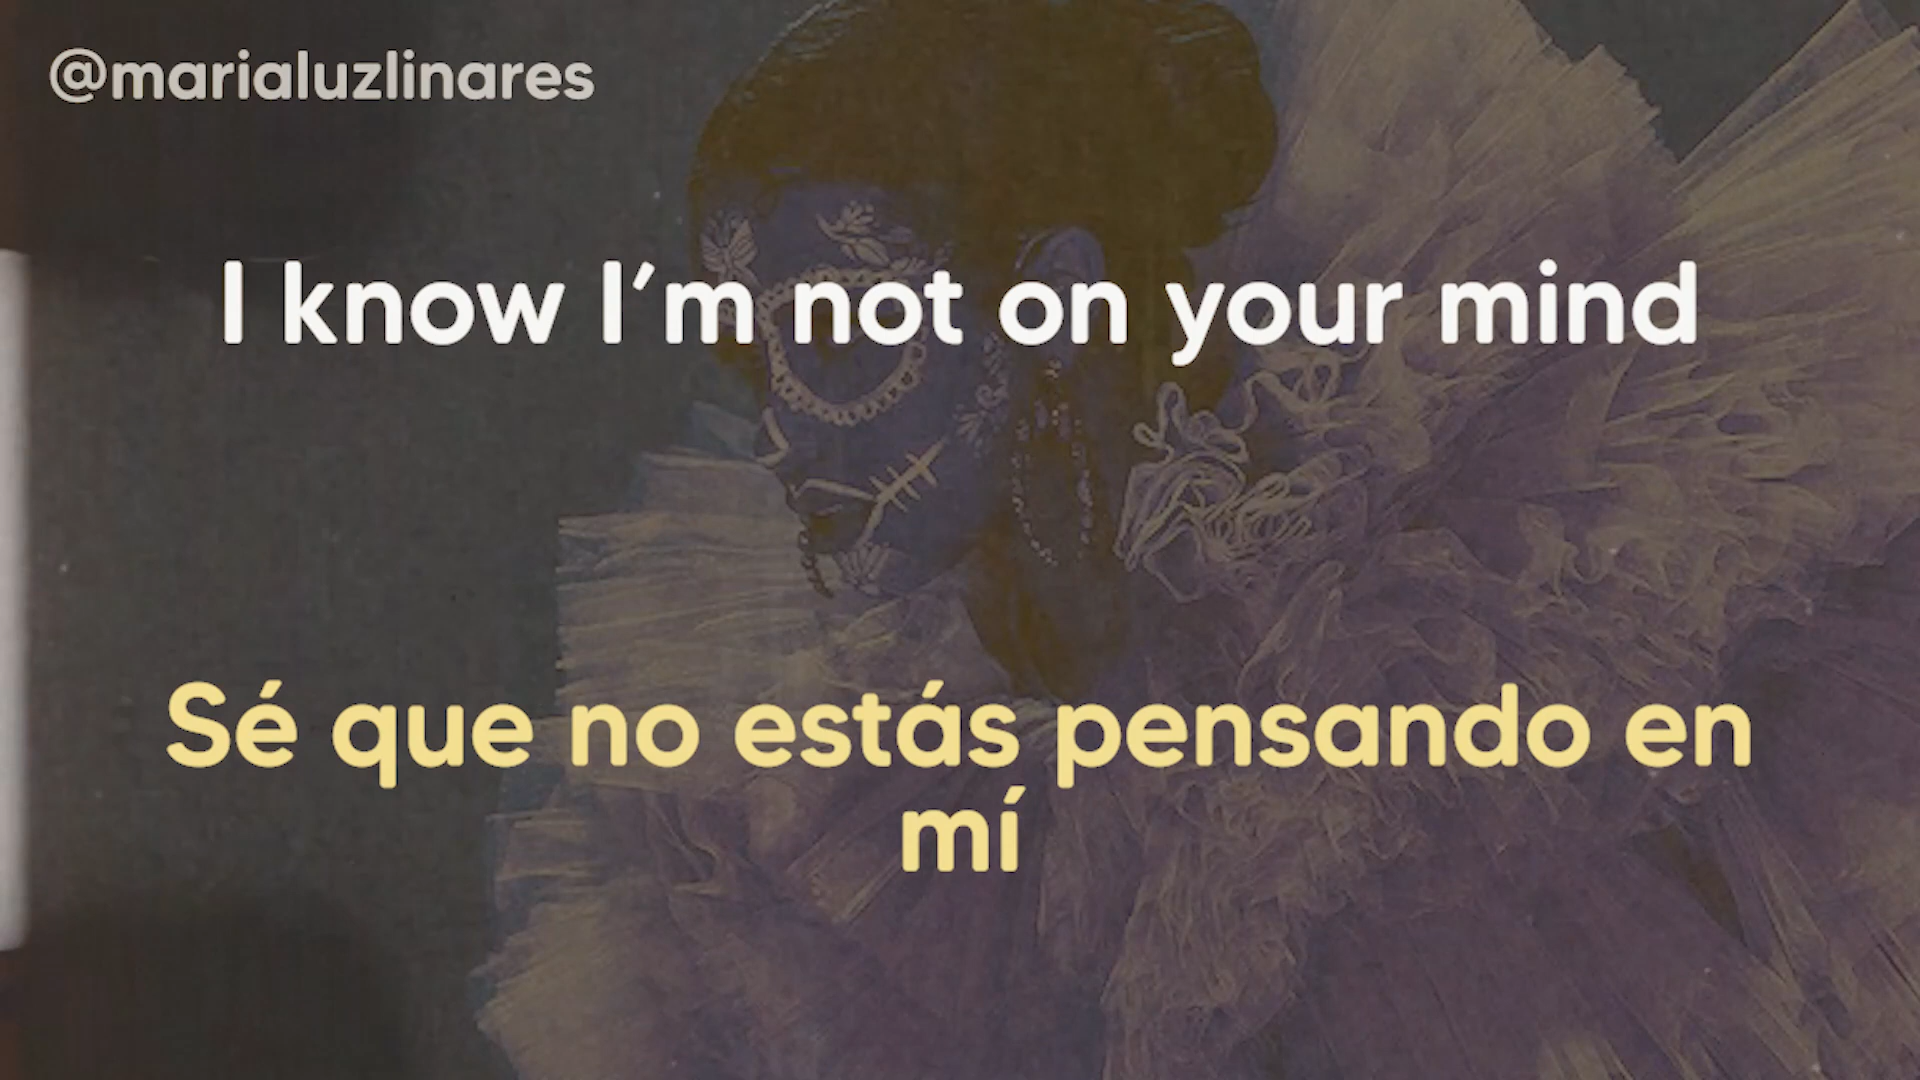 @marialuzlinares
I know I’m not on your mind
Sé que no estás pensando en
mí